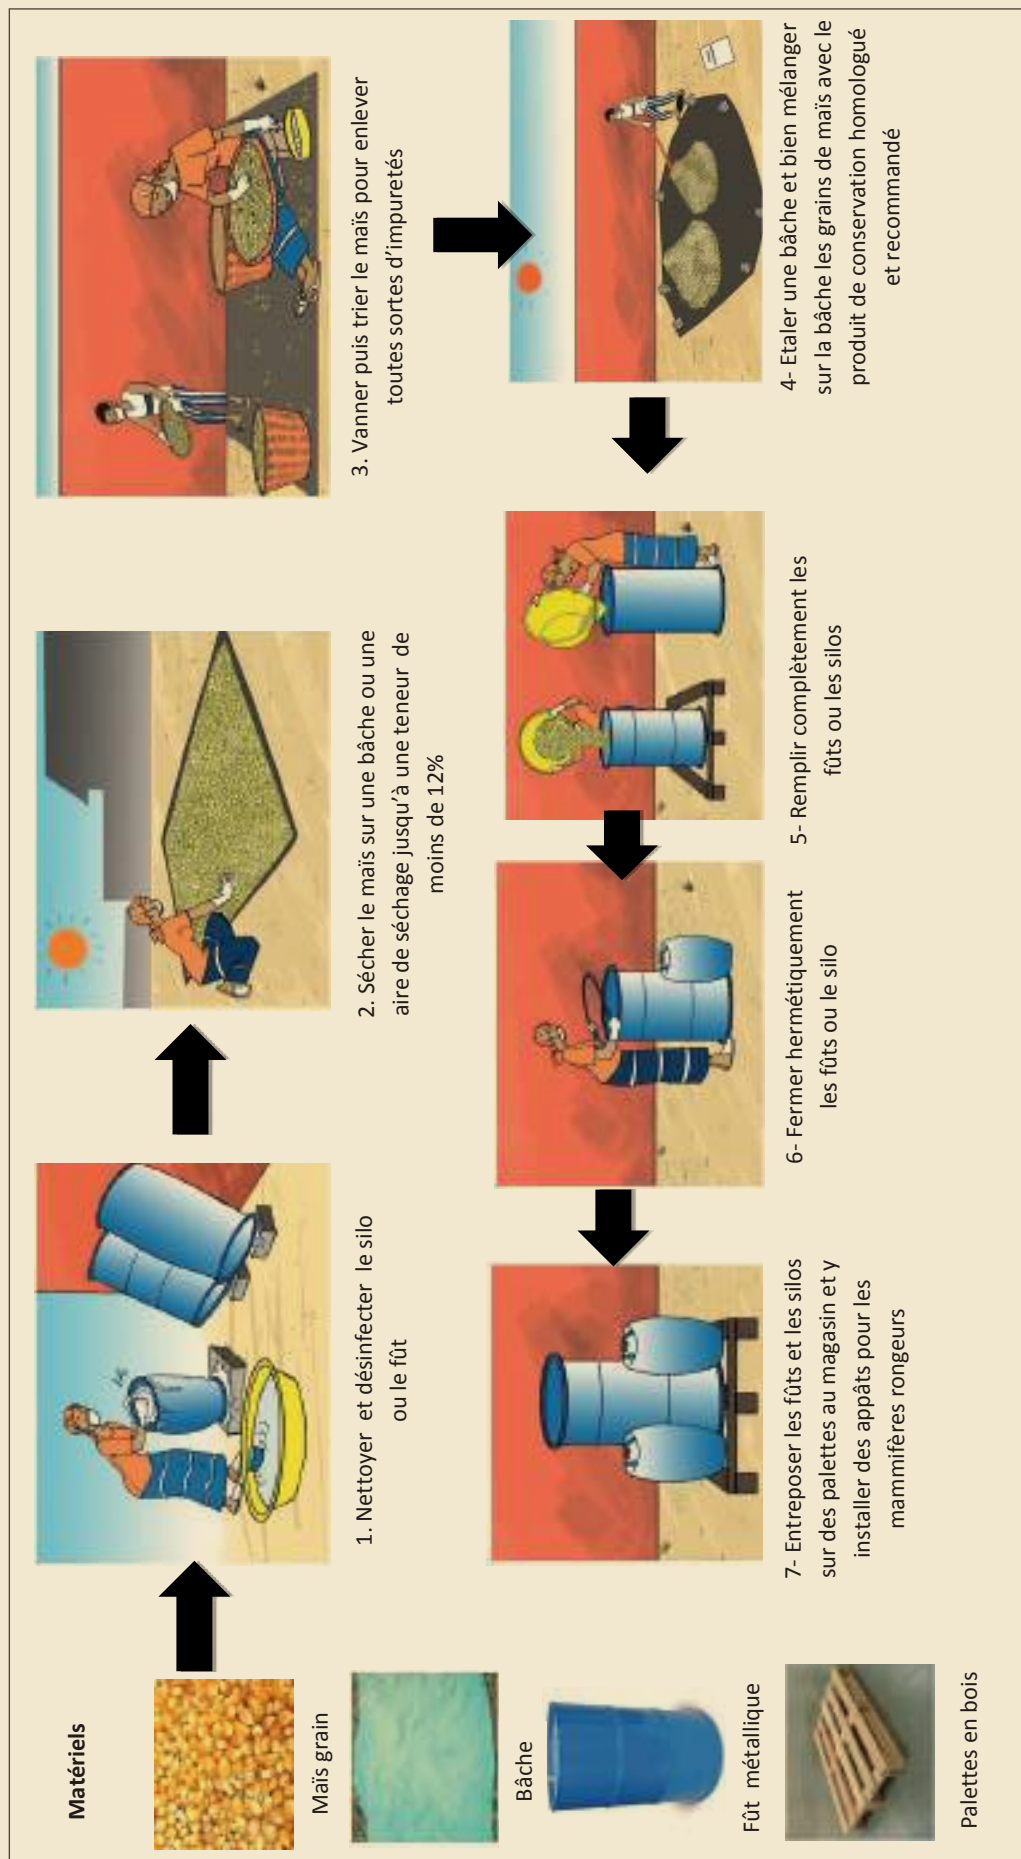 Matériels
Maïs grain
Bâche
Fût métallique
Palettes en bois
1. Nettoyer et désinfecter le silo
ou le fût
2. Sécher le maïs sur une bâche ou une
aire de séchage jusqu'à une teneur de
moins de 12%
3. Vanner puis trier le maïs pour enlever
toutes sortes d'impuretés
4- Etaler une bâche et bien mélanger
sur la bâche les grains de maïs avec le
produit de conservation homologué
et recommandé
5- Remplir complètement les
fûts ou les silos
6- Fermer hermétiquement
les fûts ou le silo
7- Entreposer les fûts et les silos
sur des palettes au magasin et y
installer des appâts pour les
mammifères rongeurs